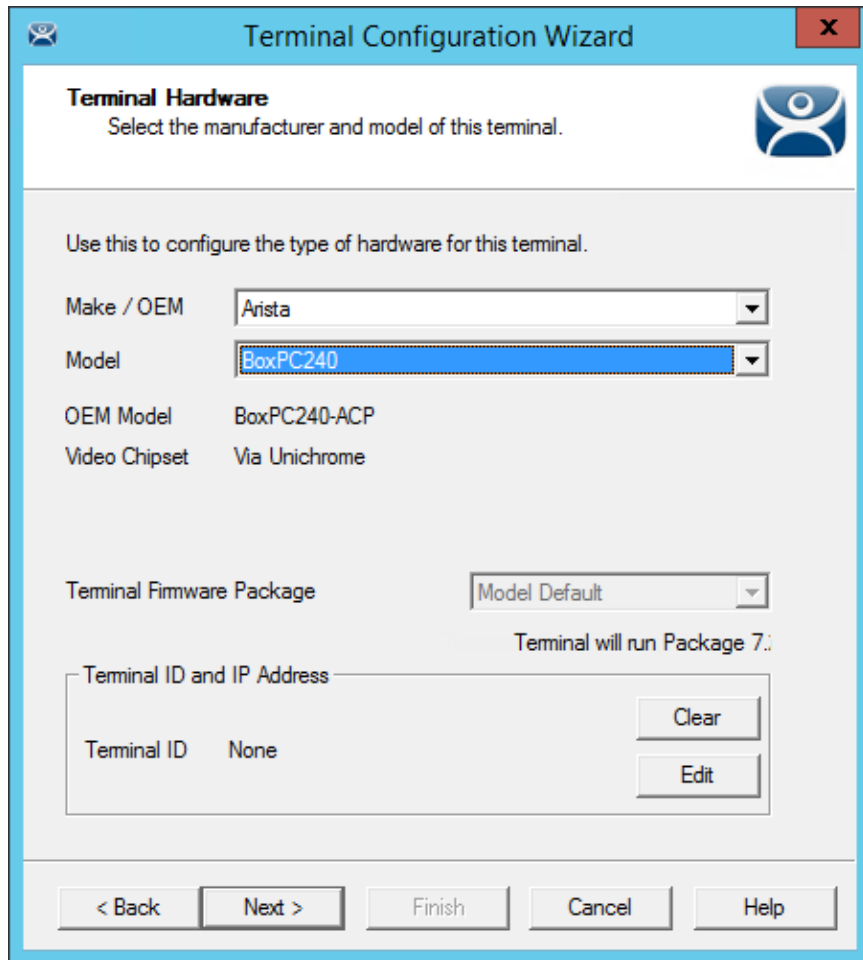 Terminal Configuration Wizard
x
Terminal Hardware
Select the manufacturer and model of this terminal.
Use this to configure the type of hardware for this terminal.
Make / OEM Arista
Model BoxPC240
OEM Model BoxPC240-ACP
Video Chipset Via Unichrome
Terminal Firmware Package Model Default
Terminal will run Package 7.
Terminal ID and IP Address
Clear
Terminal ID None
Edit
< Back Next > Finish Cancel Help